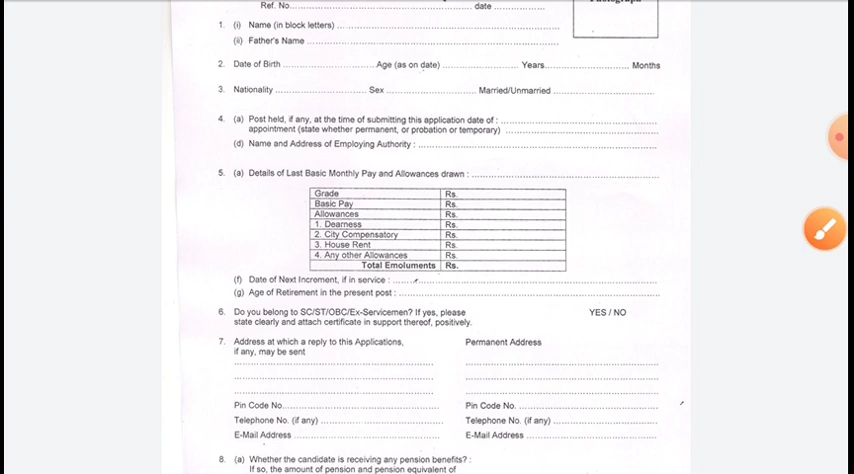 Ref. No.................................................. date ..................
1. (i) Name (in block letters) ..................................................
(ii) Father's Name ..................................................
2. Date of Birth .............................. Age (as on date) ......................... Years............................ Months
3. Nationality .............................. Sex .............................. Married/Unmarried ..............................
4. (a) Post held, if any, at the time of submitting this application date of : ..................................................
appointment (state whether permanent, or probation or temporary) ..................................................
(d) Name and Address of Employing Authority : ..................................................
5. (a) Details of Last Basic Monthly Pay and Allowances drawn : ..................................................
Grade Rs.
Basic Pay Rs.
Allowances Rs.
1. Dearness Rs.
2. City Compensatory Rs.
3. House Rent Rs.
4. Any other Allowances Rs.
Total Emoluments Rs.
(f) Date of Next Increment, if in service : ..................................................
(g) Age of Retirement in the present post : ..................................................
6. Do you belong to SC/ST/OBC/Ex-Servicemen? If yes, please YES / NO
state clearly and attach certificate in support thereof, positively.
7. Address at which a reply to this Applications, Permanent Address
if any, may be sent
Pin Code No.................................................. Pin Code No. ..................................................
Telephone No. (if any) .............................. Telephone No. (if any) ..............................
E-Mail Address .............................. E-Mail Address ..............................
8. (a) Whether the candidate is receiving any pension benefits? :
If so, the amount of pension and pension equivalent of